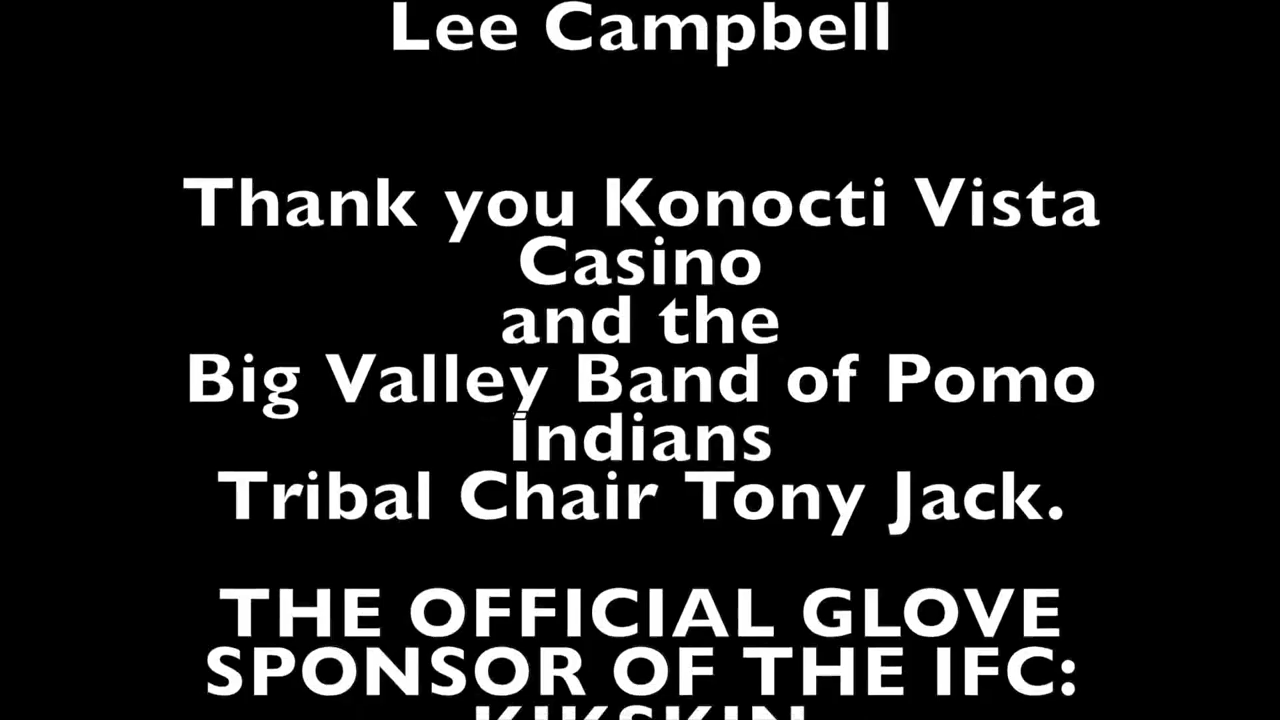 Lee Campbell
Thank you Konocti Vista
Casino
and the
Big Valley Band of Pomo
Indians
Tribal Chair Tony Jack.
THE OFFICIAL GLOVE
SPONSOR OF THE IFC:
KIKSKIN